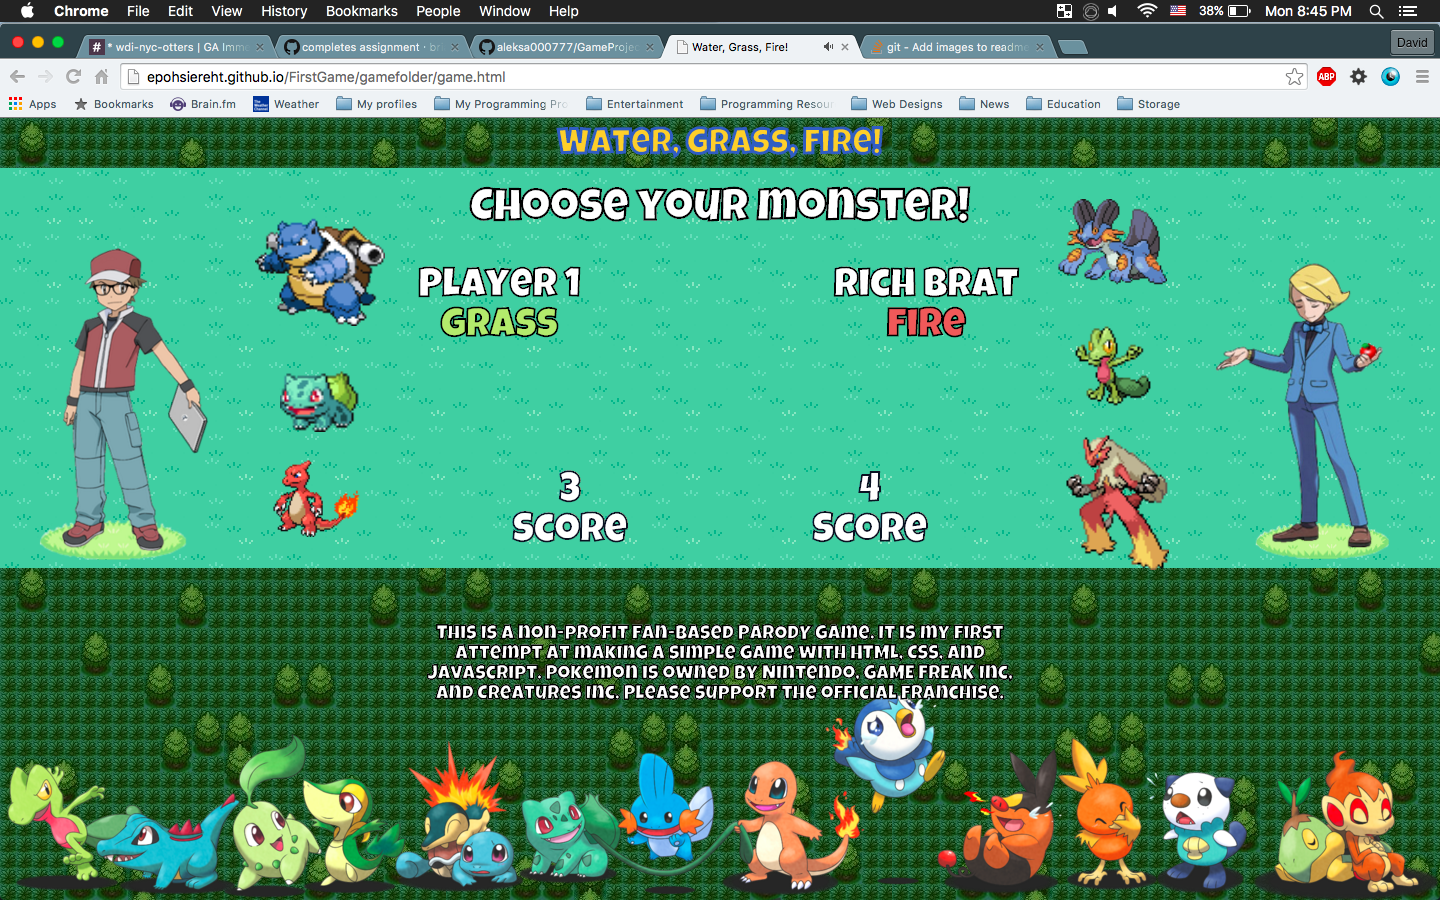 Chrome File Edit View History Bookmarks People Window Help 38% Mon 8:45 PM
* wdi-nyc-otters | GA Imm
completes assignment · br
aleksa000777/GameProje
Water, Grass, Fire!
git - Add images to readme
David
epohsiereht.github.io/FirstGame/gamefolder/game.html
ABP
Apps Bookmarks Brain.fm Weather My profiles My Programming Pro Entertainment Programming Resou Web Designs News Education Storage
Water, Grass, Fire!
Choose your monster!
Player 1
Grass
Rich Brat
Fire
3
Score
4
Score
This is a non-profit fan-based parody game. It is my first
attempt at making a simple game with HTML, CSS, and
Javascript. Pokemon is owned by Nintendo, Game Freak Inc,
and Creatures Inc. Please support the official franchise.